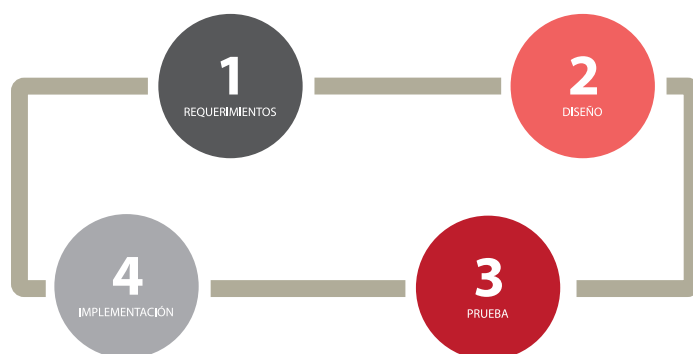 1
REQUERIMIENTOS
2
DISEÑO
3
PRUEBA
4
IMPLEMENTACIÓN